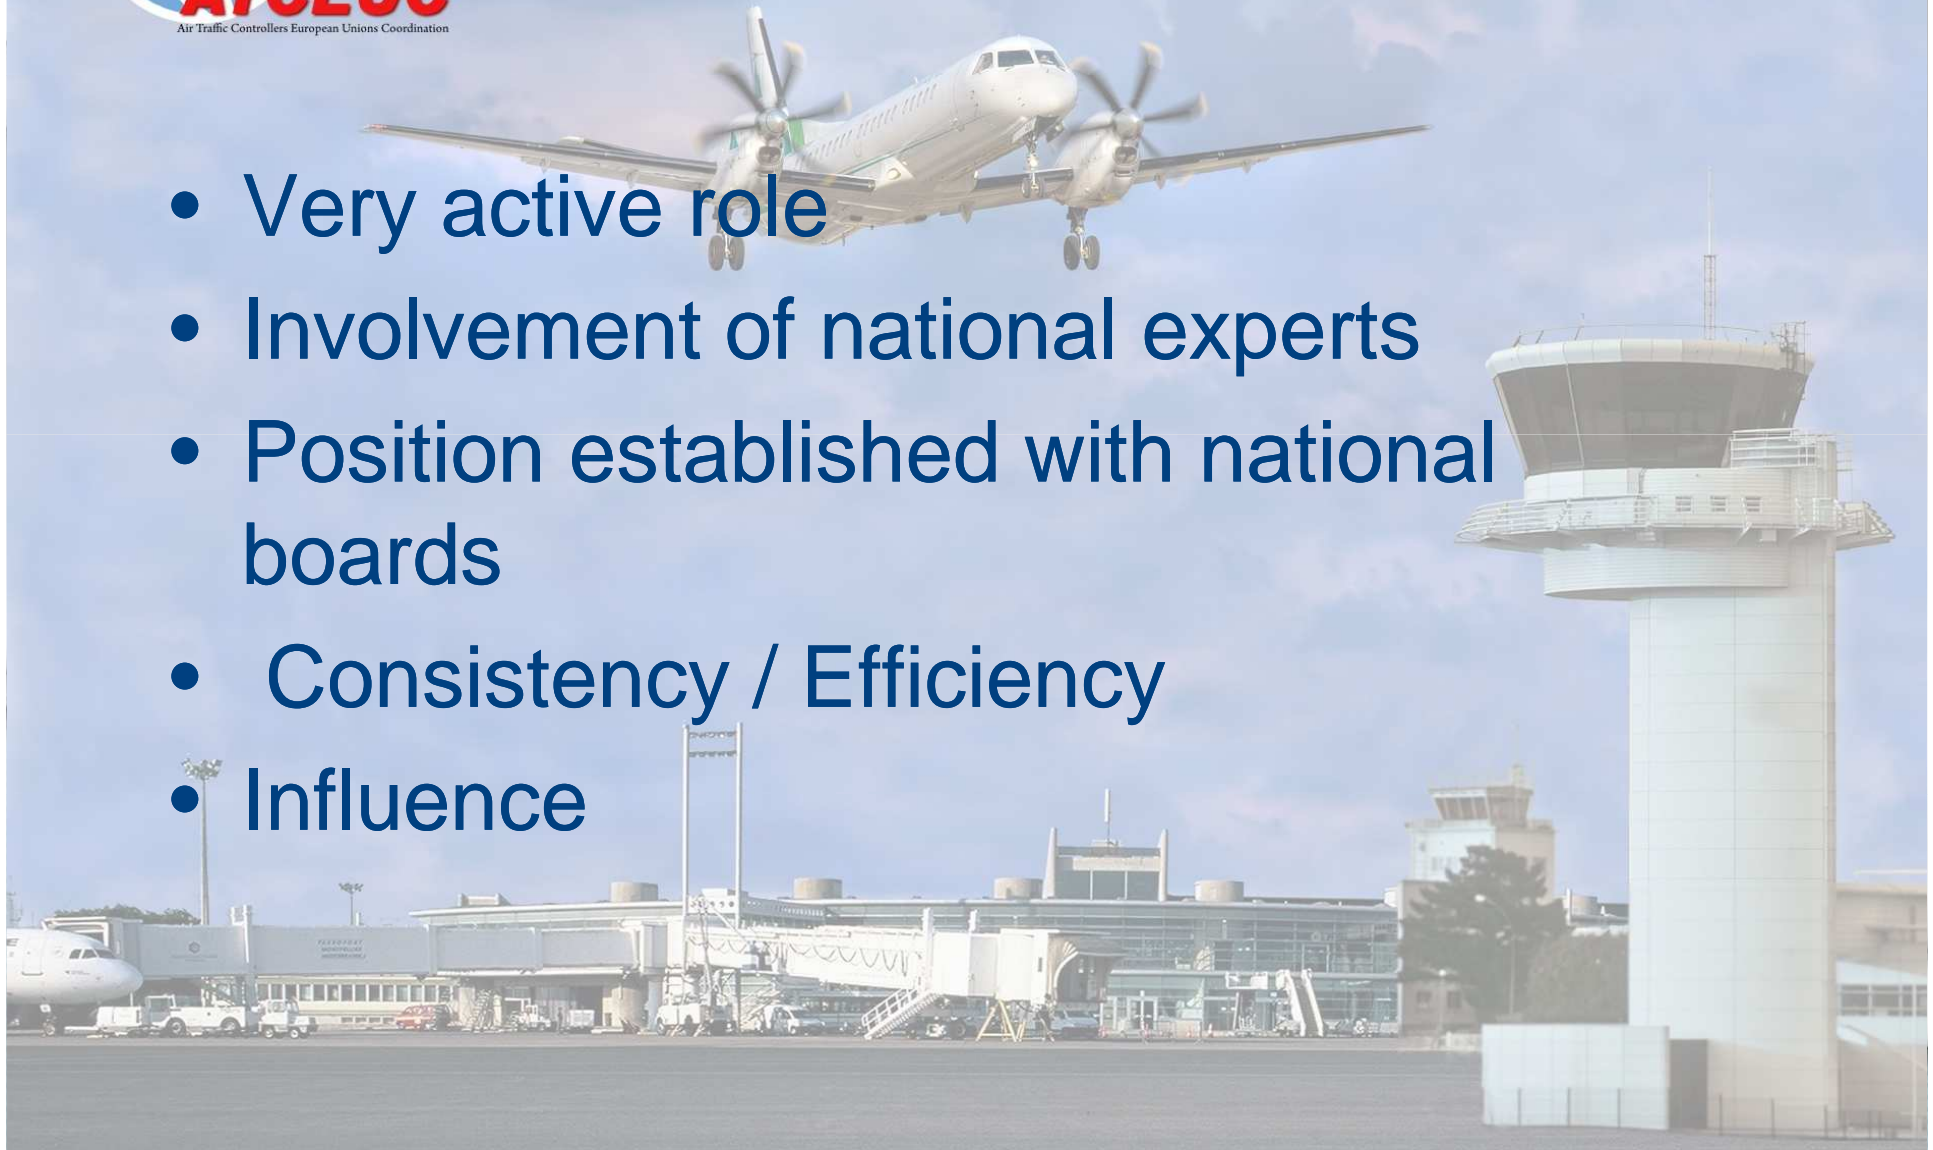 ATCEUC
Air Traffic Controllers European Unions Coordination
• Very active role
• Involvement of national experts
• Position established with national
boards
• Consistency / Efficiency
• Influence